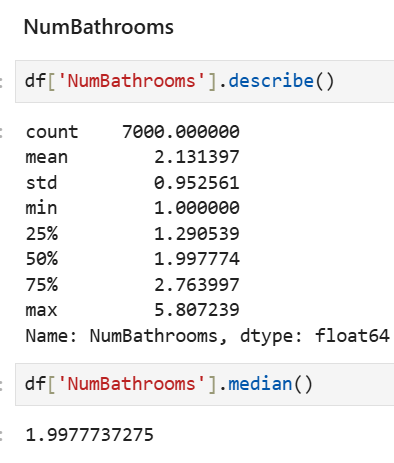 NumBathrooms
: df['NumBathrooms'].describe()
: count    7000.000000
mean        2.131397
std         0.952561
min         1.000000
25%         1.290539
50%         1.997774
75%         2.763997
max         5.807239
Name: NumBathrooms, dtype: float64
: df['NumBathrooms'].median()
: 1.9977737275